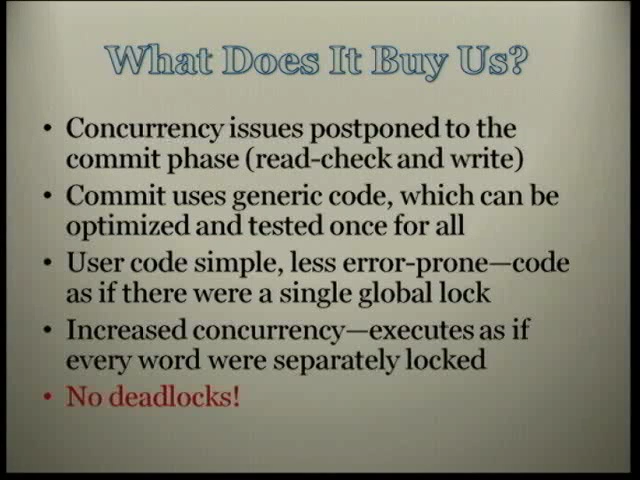 What Does It Buy Us?
• Concurrency issues postponed to the
commit phase (read-check and write)
• Commit uses generic code, which can be
optimized and tested once for all
• User code simple, less error-prone—code
as if there were a single global lock
• Increased concurrency—executes as if
every word were separately locked
• No deadlocks!